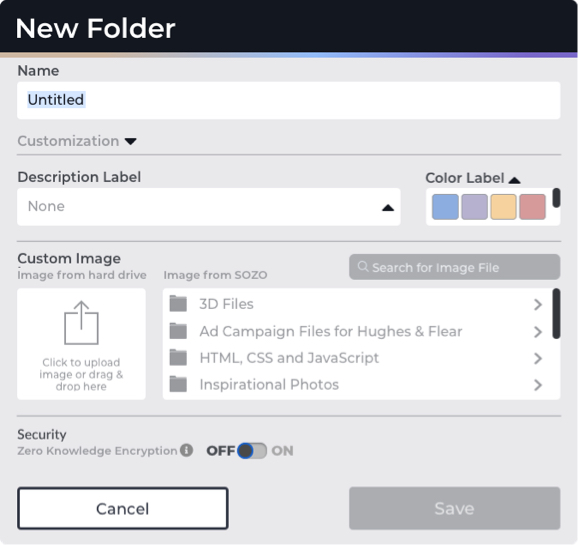 New Folder
Name
Untitled
Customization
Description Label
Color Label
None
Custom Image
Image from hard drive
Image from SOZO
Search for Image File
3D Files
Ad Campaign Files for Hughes & Flear
HTML, CSS and JavaScript
Inspirational Photos
Click to upload
image or drag &
drop here
Security
Zero Knowledge Encryption
OFF ON
Cancel
Save